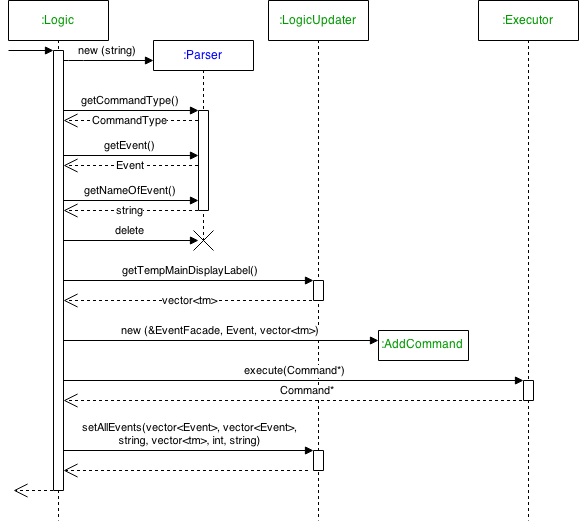 :Logic
:LogicUpdater
:Executor
new (string)
:Parser
getCommandType()
CommandType
getEvent()
Event
getNameOfEvent()
string
delete
getTempMainDisplayLabel()
vector<tm>
new (&EventFacade, Event, vector<tm>)
:AddCommand
execute(Command*)
Command*
setAllEvents(vector<Event>, vector<Event>,
string, vector<tm>, int, string)